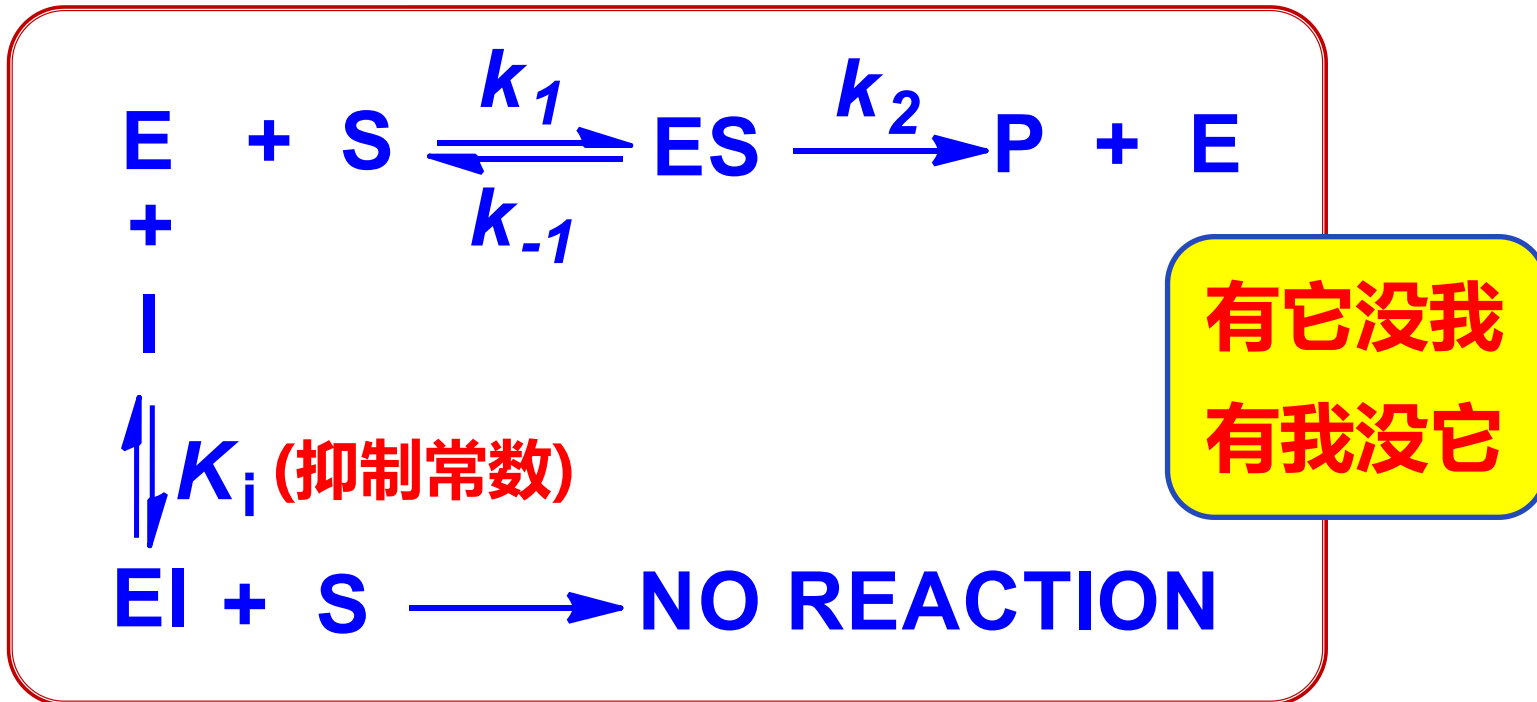 k1 k2
E + S ES P + E
k-1
+
I
Ki (抑制常数)
EI + S NO REACTION
有它没我
有我没它